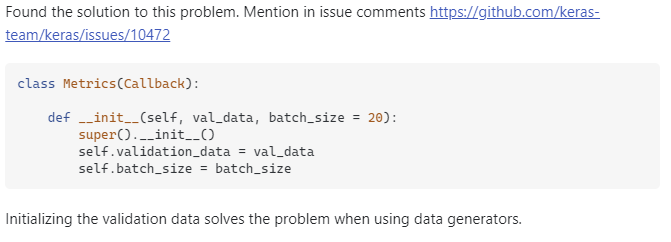 Found the solution to this problem. Mention in issue comments https://github.com/keras-
team/keras/issues/10472
class Metrics(Callback):
    def __init__(self, val_data, batch_size = 20):
        super().__init__()
        self.validation_data = val_data
        self.batch_size = batch_size
Initializing the validation data solves the problem when using data generators.